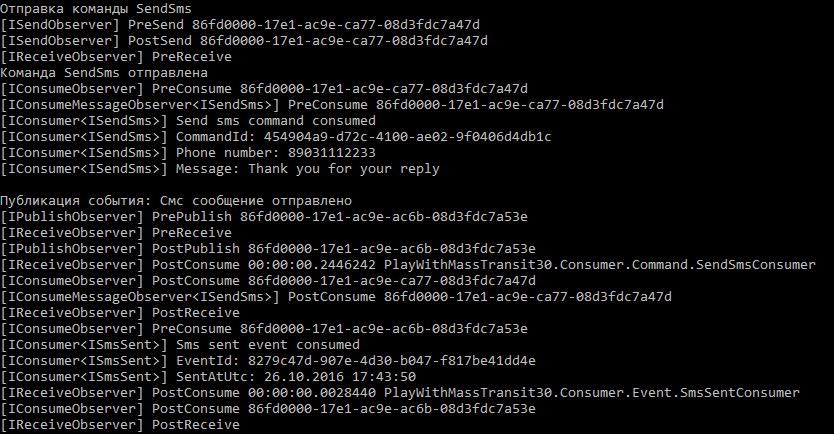 Отправка команды SendSms
[ISendObserver] PreSend 86fd0000-17e1-ac9e-ca77-08d3fdc7a47d
[ISendObserver] PostSend 86fd0000-17e1-ac9e-ca77-08d3fdc7a47d
[IReceiveObserver] PreReceive
Команда SendSms отправлена
[IConsumeObserver] PreConsume 86fd0000-17e1-ac9e-ca77-08d3fdc7a47d
[IConsumeMessageObserver<ISendSms>] PreConsume 86fd0000-17e1-ac9e-ca77-08d3fdc7a47d
[IConsumer<ISendSms>] Send sms command consumed
[IConsumer<ISendSms>] CommandId: 454904a9-d72c-4100-ae02-9f0406d4db1c
[IConsumer<ISendSms>] Phone number: 89031112233
[IConsumer<ISendSms>] Message: Thank you for your reply
Публикация события: Смс сообщение отправлено
[IPublishObserver] PrePublish 86fd0000-17e1-ac9e-ac6b-08d3fdc7a53e
[IReceiveObserver] PreReceive
[IPublishObserver] PostPublish 86fd0000-17e1-ac9e-ac6b-08d3fdc7a53e
[IReceiveObserver] PostConsume 00:00:00.2446242 PlayWithMassTransit30.Consumer.Command.SendSmsConsumer
[IConsumeObserver] PostConsume 86fd0000-17e1-ac9e-ca77-08d3fdc7a47d
[IConsumeMessageObserver<ISendSms>] PostConsume 86fd0000-17e1-ac9e-ca77-08d3fdc7a47d
[IReceiveObserver] PostReceive
[IConsumeObserver] PreConsume 86fd0000-17e1-ac9e-ac6b-08d3fdc7a53e
[IConsumer<ISmsSent>] Sms sent event consumed
[IConsumer<ISmsSent>] EventId: 8279c47d-907e-4d30-b047-f817be41dd4e
[IConsumer<ISmsSent>] SentAtUtc: 26.10.2016 17:43:50
[IReceiveObserver] PostConsume 00:00:00.0028440 PlayWithMassTransit30.Consumer.Event.SmsSentConsumer
[IConsumeObserver] PostConsume 86fd0000-17e1-ac9e-ac6b-08d3fdc7a53e
[IReceiveObserver] PostReceive